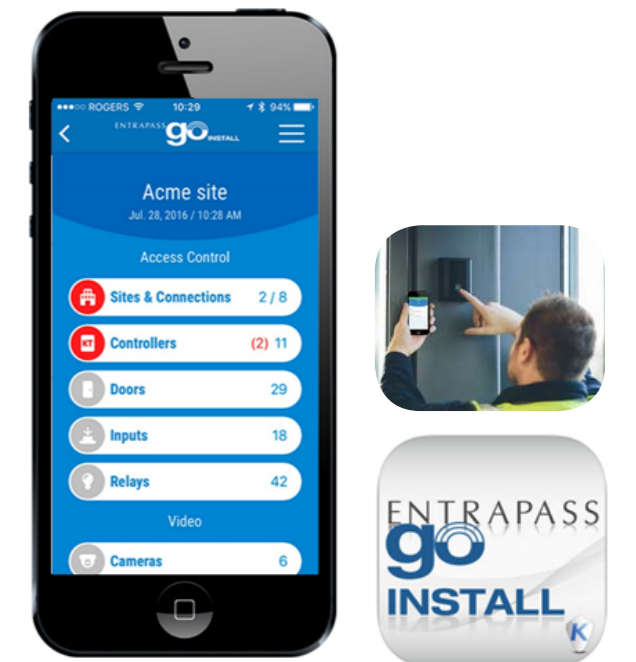 ROGERS 10:29 94%
ENTRAPASS go INSTALL
Acme site
Jul. 28, 2016 / 10:28 AM
Access Control
Sites & Connections 2 / 8
KT Controllers (2) 11
Doors 29
Inputs 18
Relays 42
Video
Cameras 6
ENTRAPASS
go
INSTALL
K